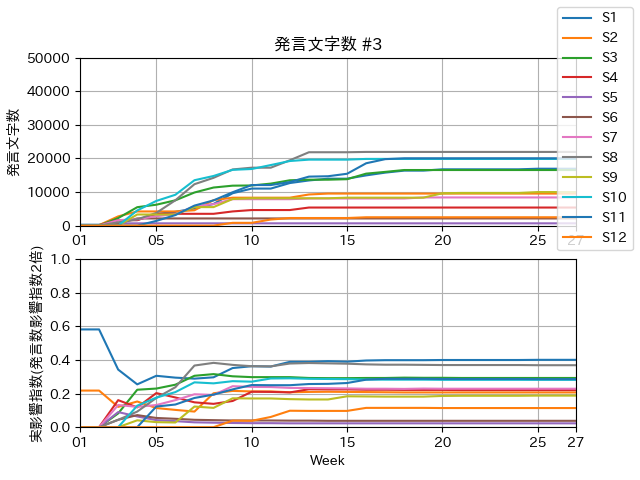 発言文字数 #3
発言文字数
50000
40000
30000
20000
10000
0
01 05 10 15 20 25 27
S1
S2
S3
S4
S5
S6
S7
S8
S9
S10
S11
S12
実影響指数(発言数影響指数2倍)
1.0
0.8
0.6
0.4
0.2
0.0
01 05 10 15 20 25 27
Week